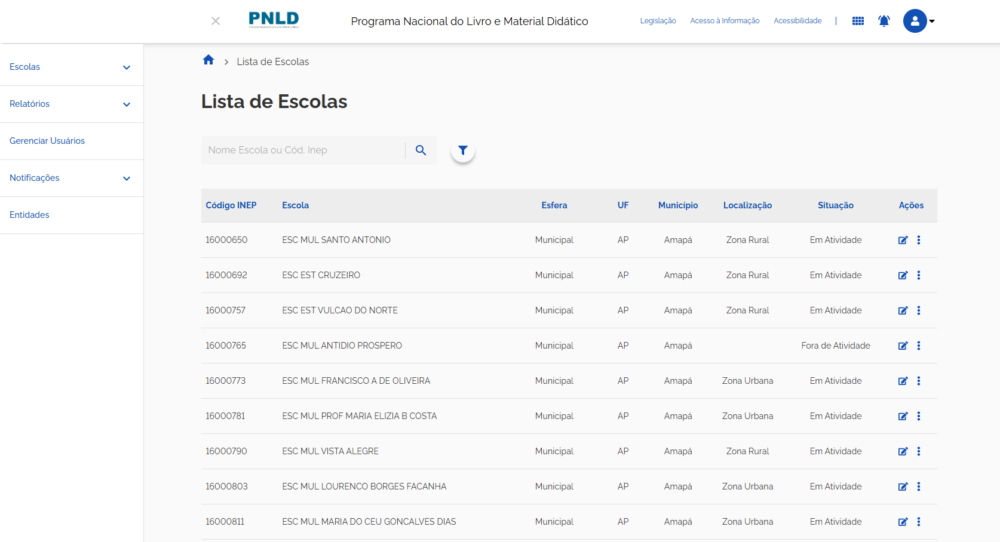 PNLD
Programa Nacional do Livro e Material Didático
Legislação
Acesso à Informação
Acessibilidade
Escolas
Relatórios
Gerenciar Usuários
Notificações
Entidades
Lista de Escolas
Lista de Escolas
Nome Escola ou Cód. Inep
Código INEP Escola Esfera UF Município Localização Situação Ações
16000650 ESC MUL SANTO ANTONIO Municipal AP Amapá Zona Rural Em Atividade
16000692 ESC EST CRUZEIRO Municipal AP Amapá Zona Rural Em Atividade
16000757 ESC EST VULCAO DO NORTE Municipal AP Amapá Zona Rural Em Atividade
16000765 ESC MUL ANTIDIO PROSPERO Municipal AP Amapá Fora de Atividade
16000773 ESC MUL FRANCISCO A DE OLIVEIRA Municipal AP Amapá Zona Urbana Em Atividade
16000781 ESC MUL PROF MARIA ELIZIA B COSTA Municipal AP Amapá Zona Urbana Em Atividade
16000790 ESC MUL VISTA ALEGRE Municipal AP Amapá Zona Rural Em Atividade
16000803 ESC MUL LOURENCO BORGES FACANHA Municipal AP Amapá Zona Urbana Em Atividade
16000811 ESC MUL MARIA DO CEU GONCALVES DIAS Municipal AP Amapá Zona Urbana Em Atividade